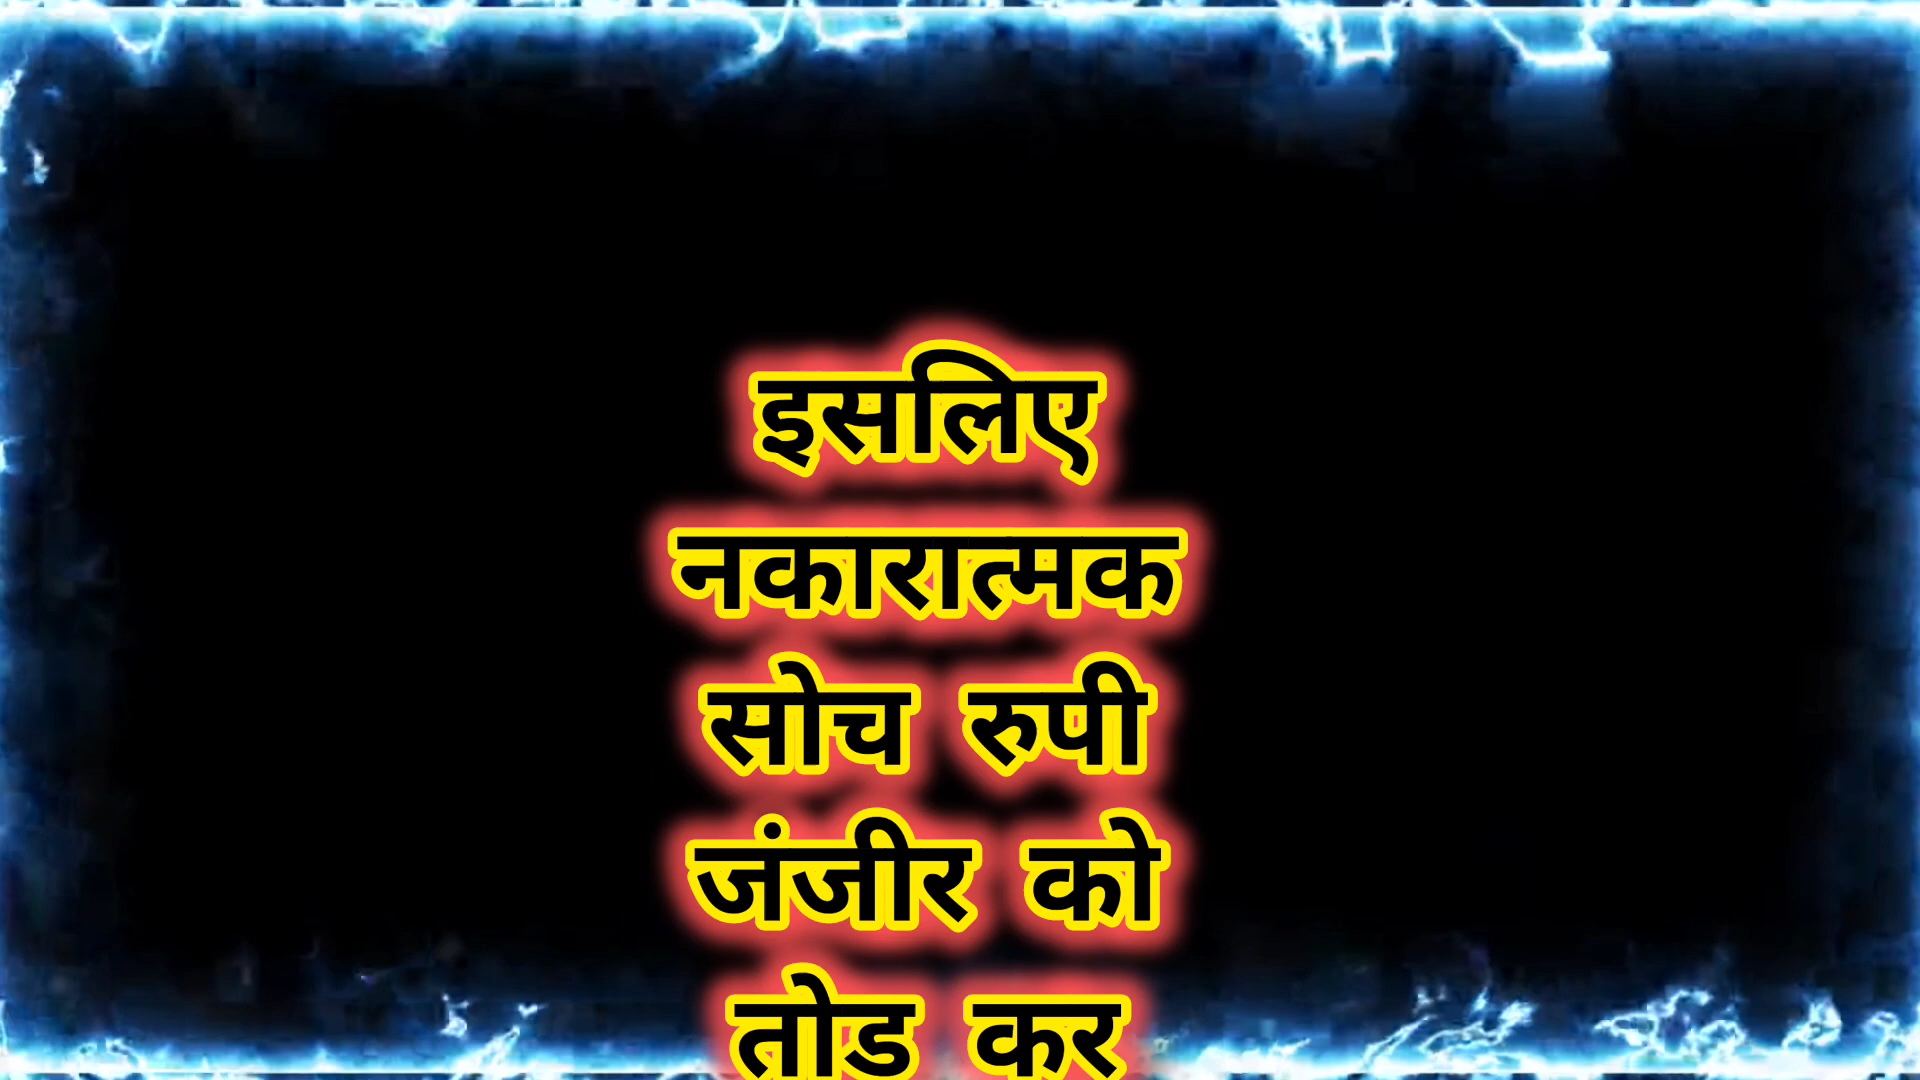 इसलिए
नकारात्मक
सोच रुपी
जंजीर को
तोड कर